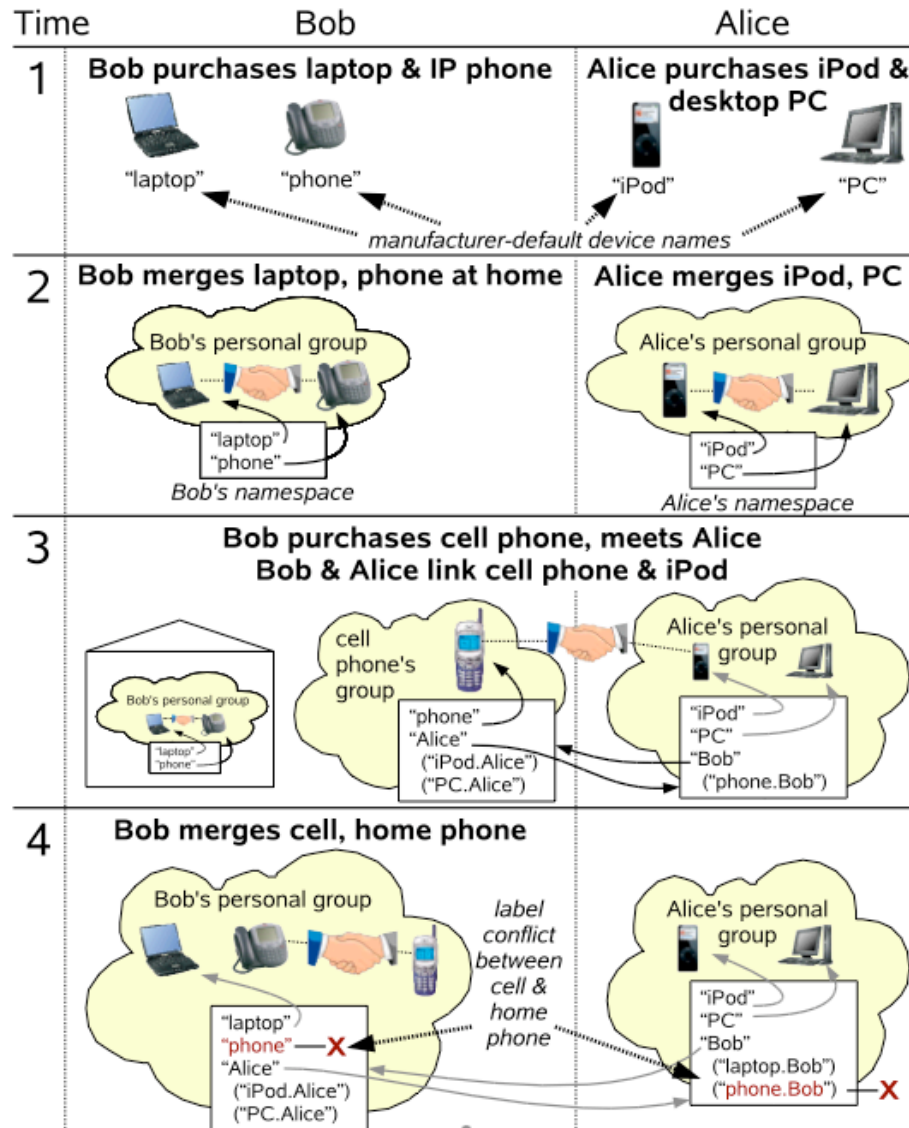 Time
Bob
Alice
1
Bob purchases laptop & IP phone
Alice purchases iPod &
desktop PC
“laptop”
“phone”
“iPod”
“PC”
manufacturer-default device names
2
Bob merges laptop, phone at home
Alice merges iPod, PC
Bob's personal group
“laptop”
“phone”
Bob's namespace
Alice's personal group
“iPod”
“PC”
Alice's namespace
3
Bob purchases cell phone, meets Alice
Bob & Alice link cell phone & iPod
Bob's personal group
“laptop”
“phone”
cell
phone's
group
“phone”
“Alice”
(“iPod.Alice”)
(“PC.Alice”)
Alice's personal
group
“iPod”
“PC”
“Bob”
(“phone.Bob”)
4
Bob merges cell, home phone
Bob's personal group
“laptop”
“phone” X
“Alice”
(“iPod.Alice”)
(“PC.Alice”)
label
conflict
between
cell &
home
phone
Alice's personal
group
“iPod”
“PC”
“Bob”
(“laptop.Bob”)
(“phone.Bob”) X